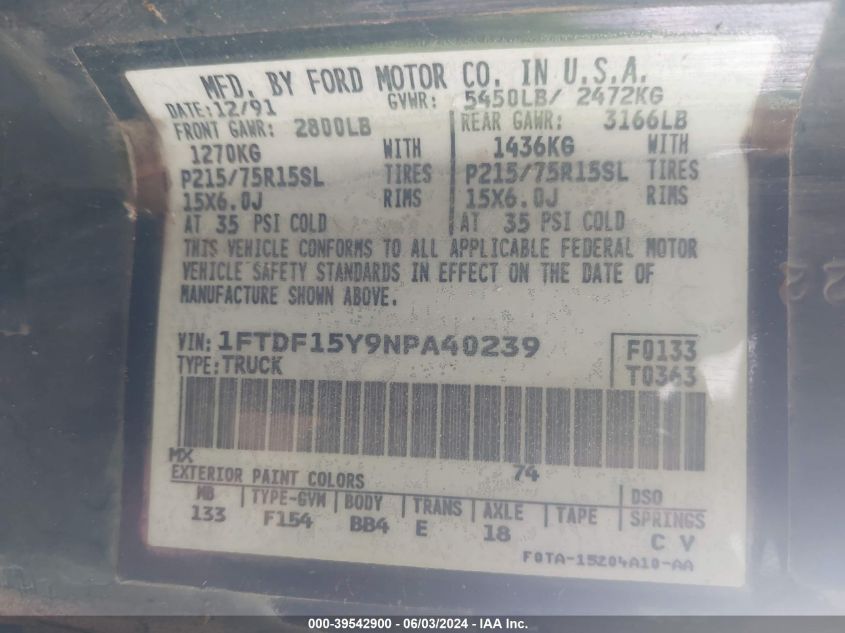 MFD. BY FORD MOTOR CO. IN U.S.A.
DATE: 12/91 GVWR: 5450LB/ 2472KG
FRONT GAWR: 2800LB REAR GAWR: 3166LB
1270KG WITH 1436KG WITH
P215/75R15SL TIRES P215/75R15SL TIRES
15X6.0J RIMS 15X6.0J RIMS
AT 35 PSI COLD AT 35 PSI COLD
THIS VEHICLE CONFORMS TO ALL APPLICABLE FEDERAL MOTOR
VEHICLE SAFETY STANDARDS IN EFFECT ON THE DATE OF
MANUFACTURE SHOWN ABOVE.
VIN: 1FTDF15Y9NPA40239 F0133
TYPE: TRUCK T0363
MX 74
EXTERIOR PAINT COLORS DSO
WB TYPE-GVW BODY TRANS AXLE TAPE SPRINGS
133 F154 BB4 E 18 C V
F0TA-15204A10-AA
000-39542900 - 06/03/2024 - IAA Inc.